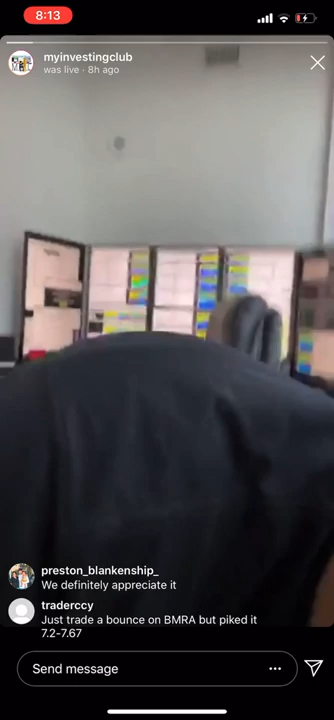 8:13
myinvestingclub
was live · 8h ago
preston_blankenship_
We definitely appreciate it
traderccy
Just trade a bounce on BMRA but piked it
7.2-7.67
Send message